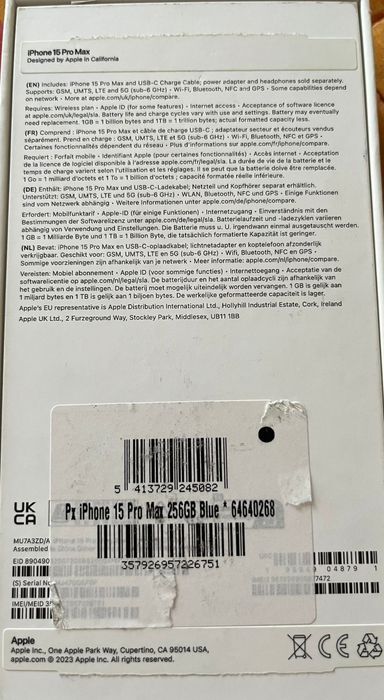 iPhone 15 Pro Max
Designed by Apple in California
(EN) Includes: iPhone 15 Pro Max and USB-C Charge Cable; power adapter and headphones sold separately.
Supports: GSM, UMTS, LTE and 5G (sub-6 GHz) · Wi-Fi, Bluetooth, NFC and GPS · Some capabilities depend
on network · More at apple.com/uk/iphone/compare.
Requires: Wireless plan · Apple ID (for some features) · Internet access · Acceptance of software licence
at apple.com/uk/legal/sla. Battery life and charge cycles vary with use and settings. Battery may eventually
need replacement. 1GB = 1 billion bytes and 1TB = 1 trillion bytes; actual formatted capacity less.
(FR) Comprend : iPhone 15 Pro Max et câble de charge USB-C ; adaptateur secteur et écouteurs vendus
séparément. Prend en charge : GSM, UMTS, LTE et 5G (sub-6 GHz) · Wi-Fi, Bluetooth, NFC et GPS ·
Certaines fonctionnalités dépendent du réseau · Plus d'informations sur apple.com/fr/iphone/compare.
Requiert : Forfait mobile · Identifiant Apple (pour certaines fonctionnalités) · Accès internet · Acceptation
de la licence de logiciel disponible à l'adresse apple.com/fr/legal/sla. La durée de vie de la batterie et le
temps de charge varient selon l'utilisation et les réglages. Il se peut que la batterie doive être remplacée.
1 Go = 1 milliard d'octets et 1 To = 1 billion d'octets ; capacité formatée réelle inférieure.
(DE) Enthält: iPhone 15 Pro Max und USB-C-Ladekabel; Netzteil und Kopfhörer separat erhältlich.
Unterstützt: GSM, UMTS, LTE und 5G (sub-6 GHz) · WLAN, Bluetooth, NFC und GPS · Einige Funktionen
sind vom Netzwerk abhängig · Weitere Informationen unter apple.com/de/iphone/compare.
Erfordert: Mobilfunktarif · Apple-ID (für einige Funktionen) · Internetzugang · Einverständnis mit den
Bestimmungen der Softwarelizenz unter apple.com/de/legal/sla. Batterielaufzeit und -ladezyklen variieren
abhängig von Verwendung und Einstellungen. Die Batterie muss u. U. irgendwann einmal ausgetauscht werden.
1 GB = 1 Milliarde Byte und 1 TB = 1 Billion Byte; die tatsächlich formatierte Kapazität ist geringer.
(NL) Bevat: iPhone 15 Pro Max en USB-C-oplaadkabel; lichtnetadapter en koptelefoon afzonderlijk
verkrijgbaar. Geschikt voor: GSM, UMTS, LTE en 5G (sub-6 GHz) · Wifi, Bluetooth, NFC en GPS ·
Sommige voorzieningen zijn afhankelijk van je netwerk · Meer informatie: apple.com/nl/iphone/compare.
Vereisten: Mobiel abonnement · Apple ID (voor sommige functies) · Internettoegang · Acceptatie van de
softwarelicentie op apple.com/nl/legal/sla. De batterijduur en het aantal oplaadcycli zijn afhankelijk van
het gebruik en de instellingen. De batterij moet mogelijk uiteindelijk worden vervangen. 1 GB is gelijk aan
1 miljard bytes en 1 TB is gelijk aan 1 biljoen bytes. De werkelijke geformatteerde capaciteit is lager.
Apple's EU representative is Apple Distribution International Ltd., Hollyhill Industrial Estate, Cork, Ireland
Apple UK Ltd., 2 Furzeground Way, Stockley Park, Middlesex, UB11 1BB
5 413729 245082
UK
CA
Px iPhone 15 Pro Max 256GB Blue * 64640268
MU7A3ZD/A
Assembled
EID 890490
357926957226751
04879 1
(S) Serial No
7472
IMEI/MEID 3
Apple
Apple Inc., One Apple Park Way, Cupertino, CA 95014 USA,
apple.com © 2023 Apple Inc. All rights reserved.
CE